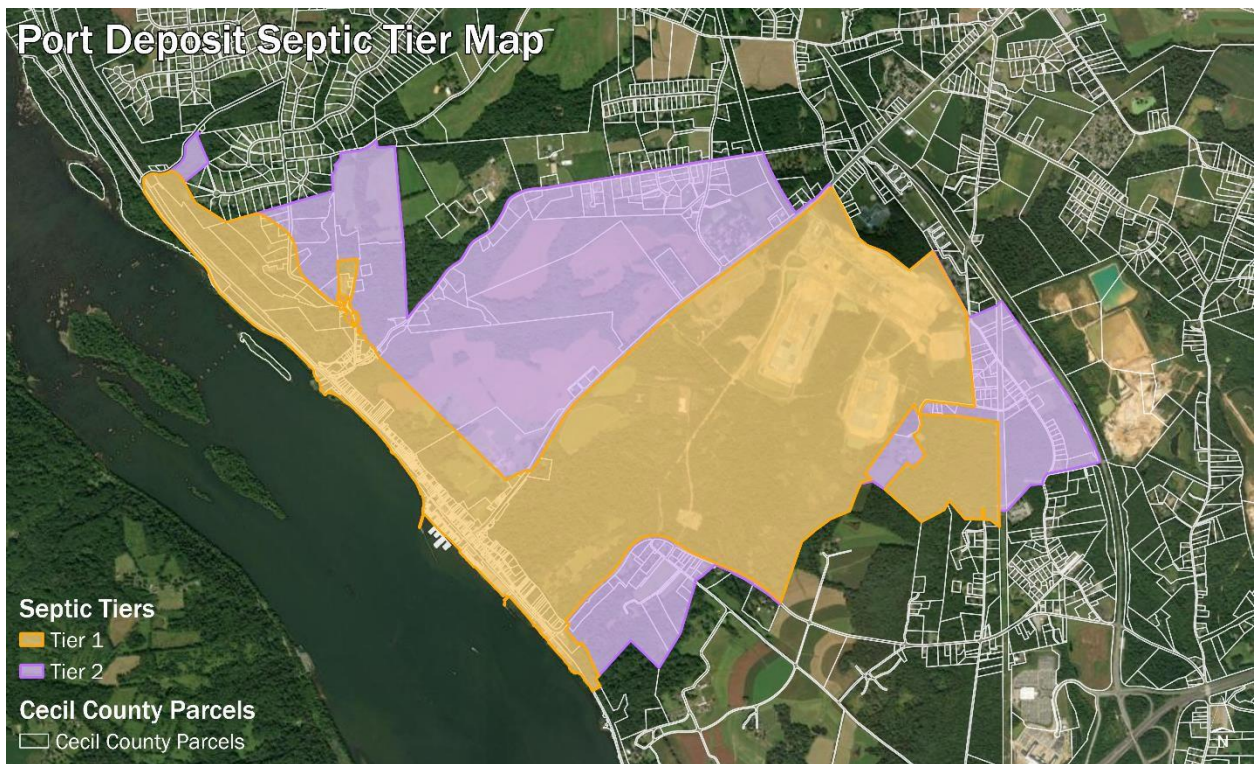 Port Deposit Septic Tier Map
Septic Tiers
Tier 1
Tier 2
Cecil County Parcels
Cecil County Parcels
N